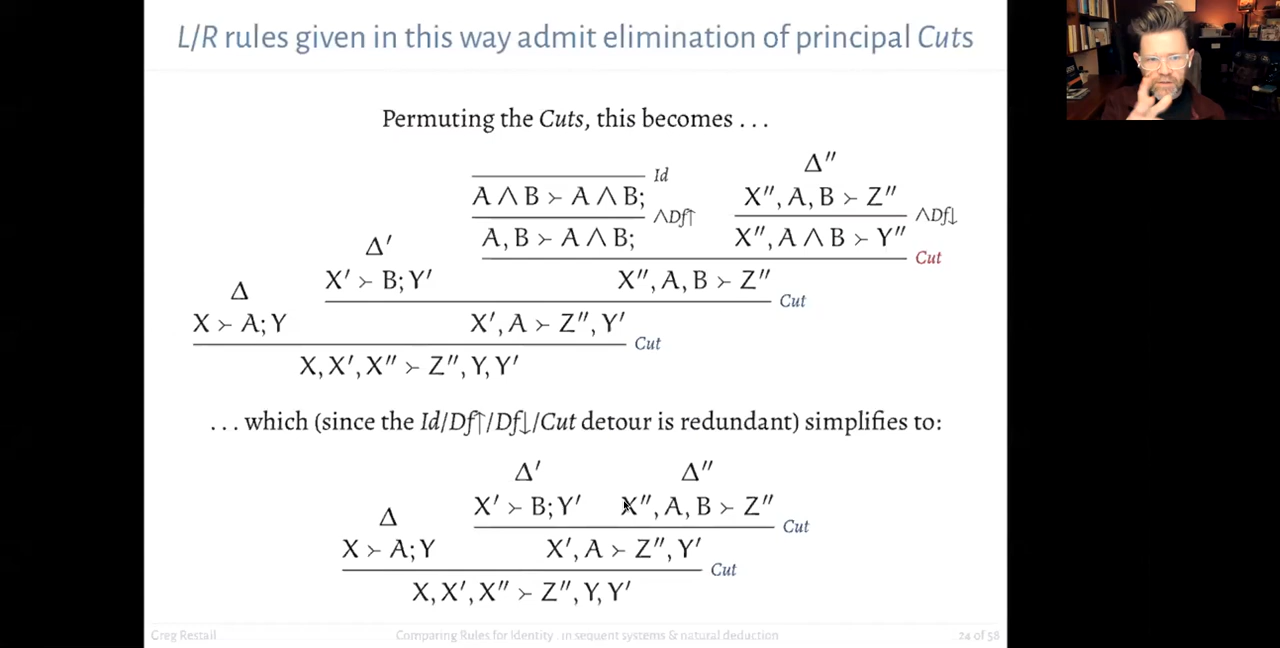 L/R rules given in this way admit elimination of principal Cuts
Permuting the Cuts, this becomes . . .
Δ″
Id
A ∧ B ≻ A ∧ B;
X″, A, B ≻ Z″
∧Df↑
∧Df↓
Δ′
A, B ≻ A ∧ B;
X″, A ∧ B ≻ Y″
Cut
Δ
X′ ≻ B; Y′
X″, A, B ≻ Z″
Cut
X ≻ A; Y
X′, A ≻ Z″, Y′
Cut
X, X′, X″ ≻ Z″, Y, Y′
. . . which (since the Id/Df↑/Df↓/Cut detour is redundant) simplifies to:
Δ′ Δ″
Δ
X′ ≻ B; Y′
X″, A, B ≻ Z″
Cut
X ≻ A; Y
X′, A ≻ Z″, Y′
Cut
X, X′, X″ ≻ Z″, Y, Y′
Greg Restall Comparing Rules for Identity . in sequent systems & natural deduction 24 of 58